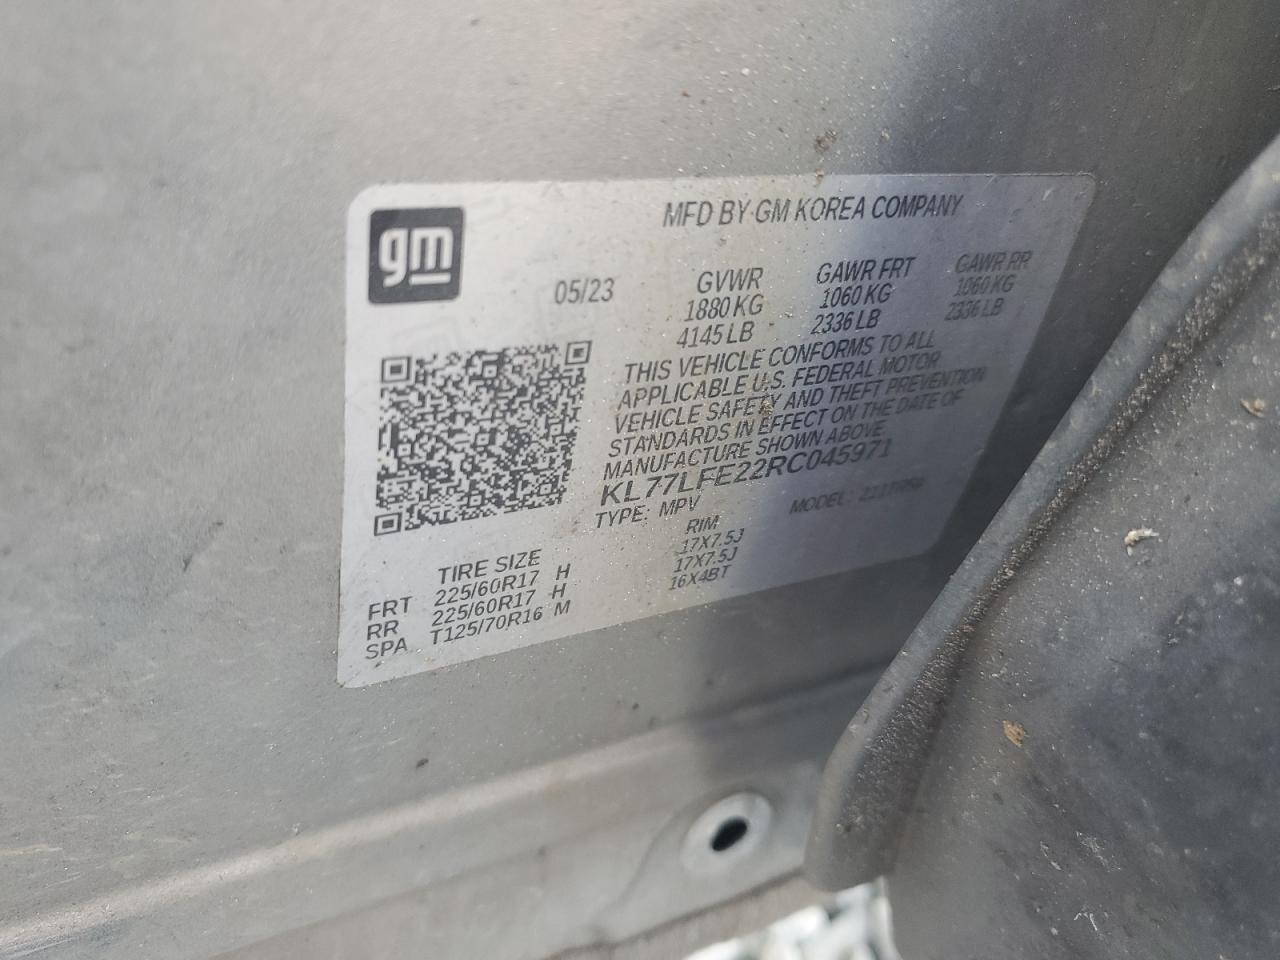 gm
MFD BY GM KOREA COMPANY
05/23
GVWR GAWR FRT GAWR RR
1880 KG 1060 KG 1060 KG
4145 LB 2336 LB 2336 LB
THIS VEHICLE CONFORMS TO ALL
APPLICABLE U.S. FEDERAL MOTOR
VEHICLE SAFETY AND THEFT PREVENTION
STANDARDS IN EFFECT ON THE DATE OF
MANUFACTURE SHOWN ABOVE
KL77LFE22RC045971
TYPE: MPV MODEL:
TIRE SIZE RIM
FRT 225/60R17 H 17X7.5J
RR 225/60R17 H 17X7.5J
SPA T125/70R16 M 16X4BT